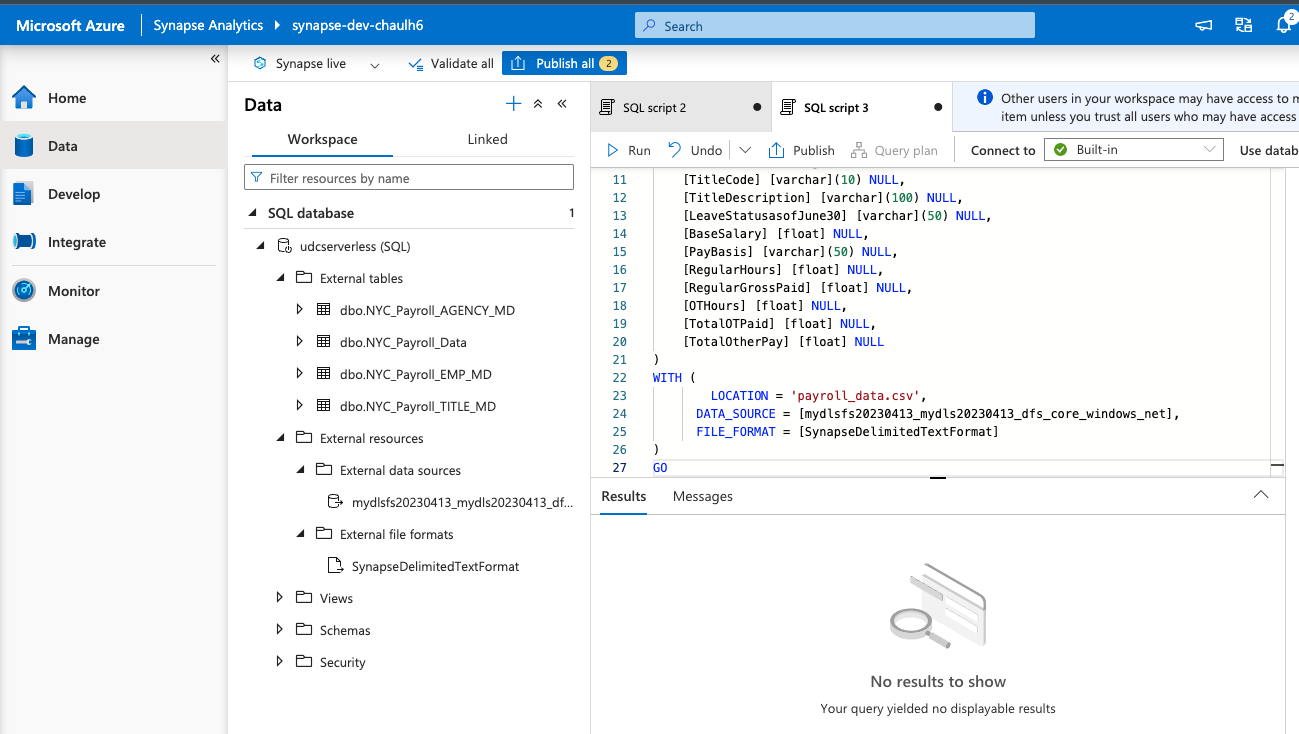 Microsoft Azure
Synapse Analytics
synapse-dev-chaulh6
Search
2
«
Home
Data
Develop
Integrate
Monitor
Manage
Synapse live
Validate all
Publish all 2
Data
Workspace
Linked
Filter resources by name
SQL database
1
udcserverless (SQL)
External tables
dbo.NYC_Payroll_AGENCY_MD
dbo.NYC_Payroll_Data
dbo.NYC_Payroll_EMP_MD
dbo.NYC_Payroll_TITLE_MD
External resources
External data sources
mydlsfs20230413_mydls20230413_df...
External file formats
SynapseDelimitedTextFormat
Views
Schemas
Security
SQL script 2
SQL script 3
Other users in your workspace may have access to m
item unless you trust all users who may have access
Run
Undo
Publish
Query plan
Connect to
Built-in
Use datab
11 [TitleCode] [varchar](10) NULL,
12 [TitleDescription] [varchar](100) NULL,
13 [LeaveStatusasofJune30] [varchar](50) NULL,
14 [BaseSalary] [float] NULL,
15 [PayBasis] [varchar](50) NULL,
16 [RegularHours] [float] NULL,
17 [RegularGrossPaid] [float] NULL,
18 [OTHours] [float] NULL,
19 [TotalOTPaid] [float] NULL,
20 [TotalOtherPay] [float] NULL
21 )
22 WITH (
23 LOCATION = 'payroll_data.csv',
24 DATA_SOURCE = [mydlsfs20230413_mydls20230413_dfs_core_windows_net],
25 FILE_FORMAT = [SynapseDelimitedTextFormat]
26 )
27 GO
Results
Messages
No results to show
Your query yielded no displayable results